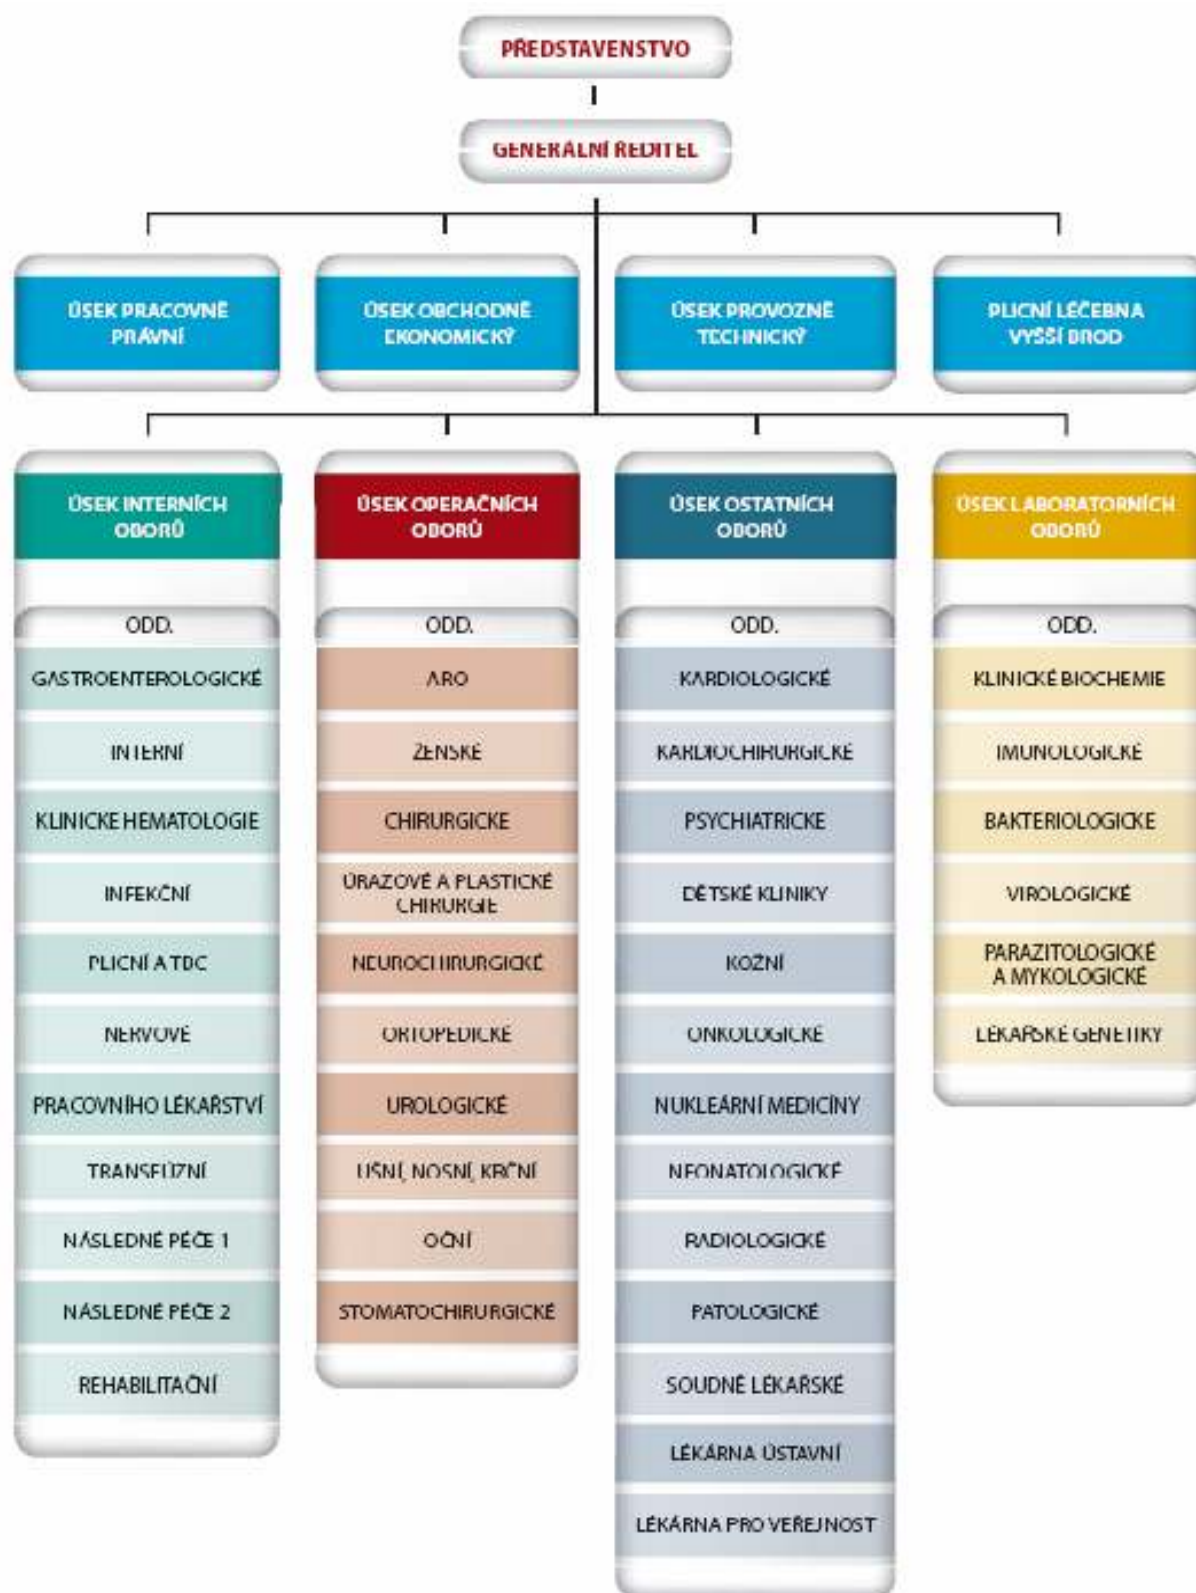 PŘEDSTAVENSTVO
GENERÁLNÍ ŘEDITEL
ÚSEK PRACOVNĚ
PRÁVNÍ
ÚSEK OBCHODNĚ
EKONOMICKÝ
ÚSEK PROVOZNĚ
TECHNICKÝ
PLICNÍ LÉČEBNA
VYŠŠÍ BROD
ÚSEK INTERNÍCH
OBORŮ
ODD.
GASTROENTEROLOGICKÉ
INTERNÍ
KLINICKÉ HEMATOLOGIE
INFEKČNÍ
PLICNÍ A TBC
NERVOVÉ
PRACOVNÍHO LÉKAŘSTVÍ
TRANSFÚZNÍ
NÁSLEDNÉ PÉČE 1
NÁSLEDNÉ PÉČE 2
REHABILITAČNÍ
ÚSEK OPERAČNÍCH
OBORŮ
ODD.
ARO
ŽENSKÉ
CHIRURGICKÉ
ÚRAZOVÉ A PLASTICKÉ
CHIRURGIE
NEUROCHIRURGICKÉ
ORTOPEDICKÉ
UROLOGICKÉ
UŠNÍ, NOSNÍ, KRČNÍ
OČNÍ
STOMATOCHIRURGICKÉ
ÚSEK OSTATNÍCH
OBORŮ
ODD.
KARDIOLOGICKÉ
KARDIOCHIRURGICKÉ
PSYCHIATRICKÉ
DĚTSKÉ KLINIKY
KOŽNÍ
ONKOLOGICKÉ
NUKLEÁRNÍ MEDICÍNY
NEONATOLOGICKÉ
RADIOLOGICKÉ
PATOLOGICKÉ
SOUDNĚ LÉKAŘSKÉ
LÉKÁRNA ÚSTAVNÍ
LÉKÁRNA PRO VEŘEJNOST
ÚSEK LABORATORNÍCH
OBORŮ
ODD.
KLINICKÉ BIOCHEMIE
IMUNOLOGICKÉ
BAKTERIOLOGICKÉ
VIROLOGICKÉ
PARAZITOLOGICKÉ
A MYKOLOGICKÉ
LÉKAŘSKÉ GENETIKY